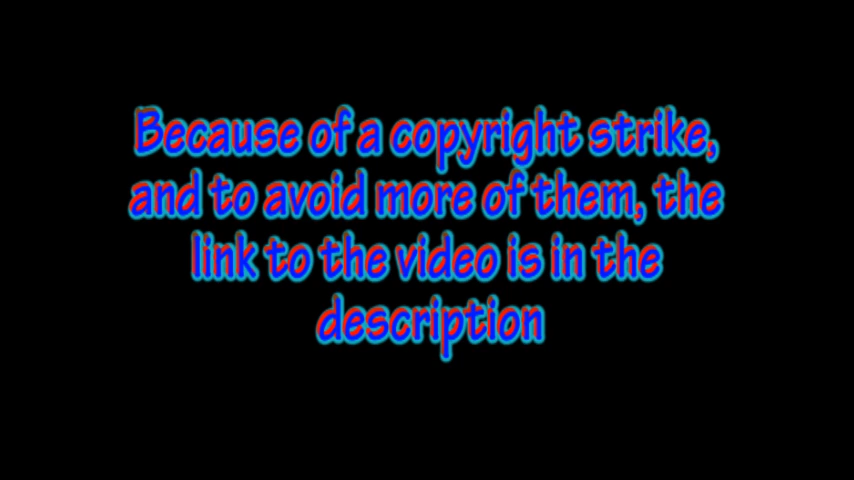 Because of a copyright strike,
and to avoid more of them, the
link to the video is in the
description